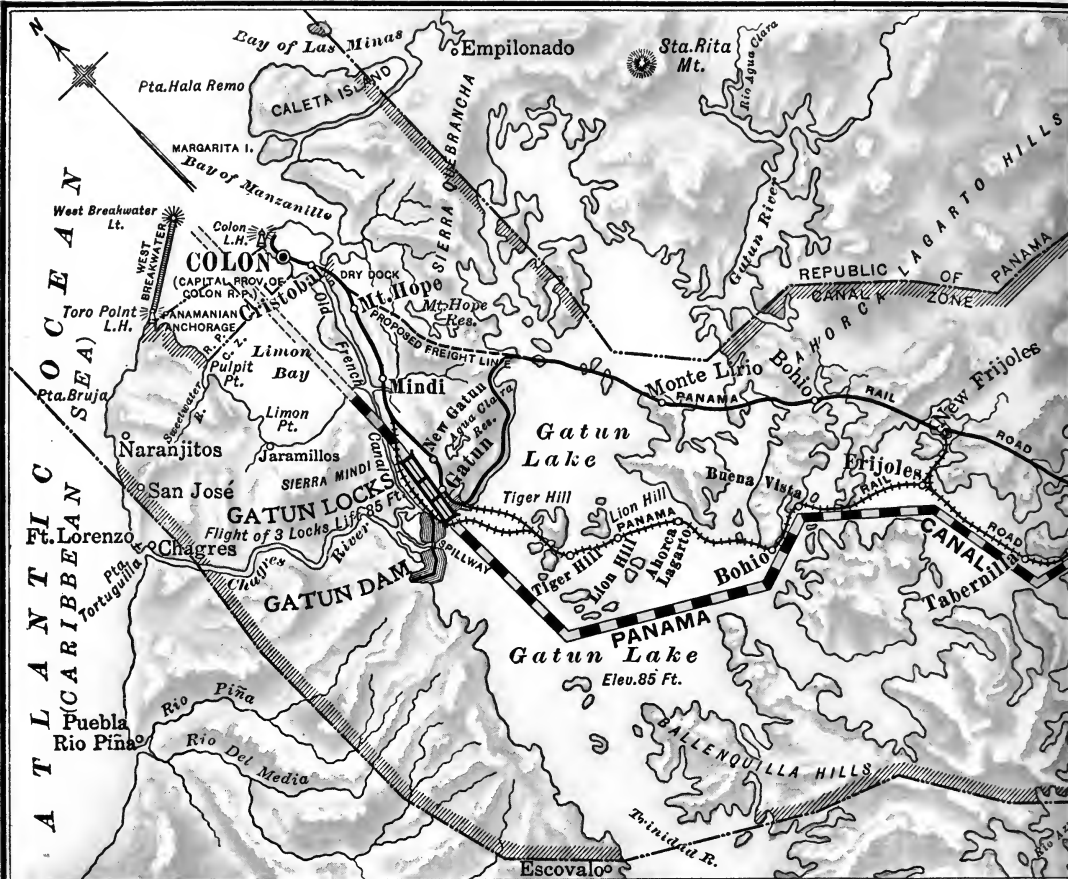 N
Bay of Las Minas
Empilonado
Sta. Rita
Mt.
Rio Agua Clara
Pta. Hala Remo
CALETA ISLAND
MARGARITA I.
Bay of Manzanillo
SIERRA QUEBRANCHA
Gatun River
AHORCA LAGARTO HILLS
REPUBLIC OF PANAMA
CANAL ZONE
ATLANTIC OCEAN
(CARIBBEAN SEA)
West Breakwater
Lt.
WEST
BREAKWATER
Colon
L.H.
COLON
(CAPITAL PROV. OF
COLON R.P.)
Cristobal
DRY DOCK
Toro Point
L.H.
PANAMANIAN
ANCHORAGE
R. P.
C. Z.
Old French Canal
Mt. Hope
Mt. Hope
Res.
PROPOSED FREIGHT LINE
Pulpit
Pt.
Limon
Bay
Pta. Bruja
Sweetwater
R.
Limon
Pt.
Mindi
New Gatun
Agua Clara
Res.
Gatun
Monte Lirio
Bohio
New Frijoles
PANAMA RAIL ROAD
Naranjitos
Jaramillos
SIERRA MINDI
Gatun
Lake
San José
GATUN LOCKS
Flight of 3 Locks Lift 85 Ft.
Tiger Hill
Lion Hill
Buena Vista
Frijoles
PANAMA RAIL ROAD
Ft. Lorenzo
Chagres
Chagres River
Pta.
Tortuguilla
SPILLWAY
GATUN DAM
Tiger Hill
Lion Hill
Ahorca
Lagarto
Bohio
Tabernilla
PANAMA CANAL
Gatun Lake
Elev. 85 Ft.
Puebla
Rio Piña
Rio Piña
Rio Del Media
BALLENQUILLA HILLS
Trinidad R.
Escovalo